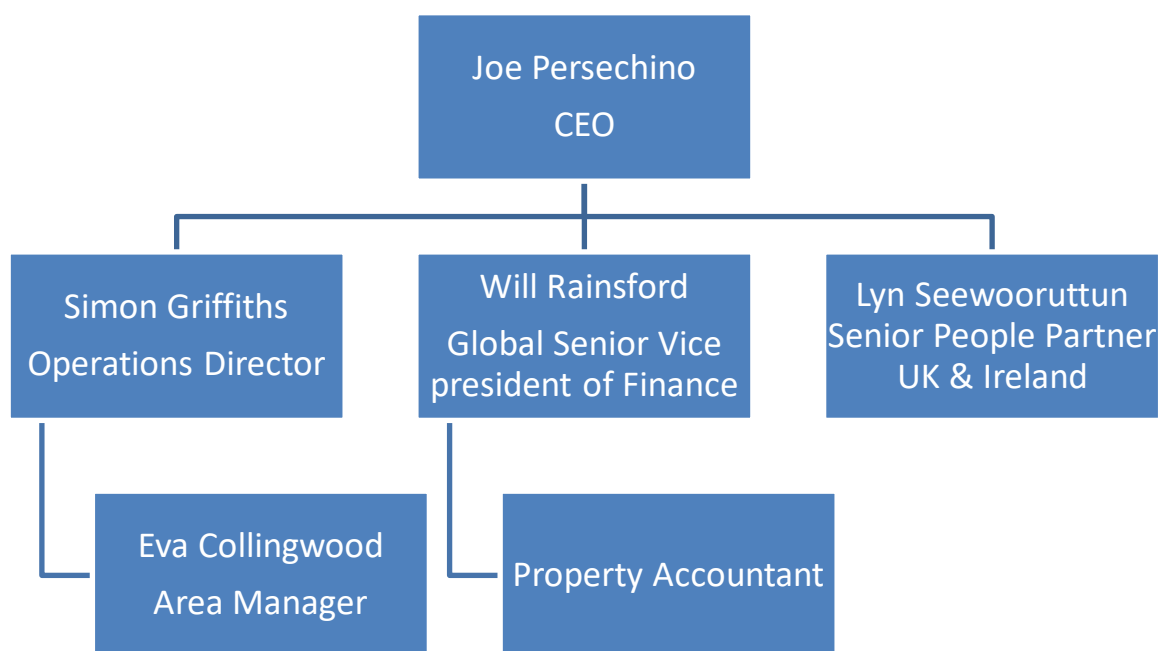 Joe Persechino
CEO
Simon Griffiths
Operations Director
Will Rainsford
Global Senior Vice
president of Finance
Lyn Seewooruttun
Senior People Partner
UK & Ireland
Eva Collingwood
Area Manager
Property Accountant